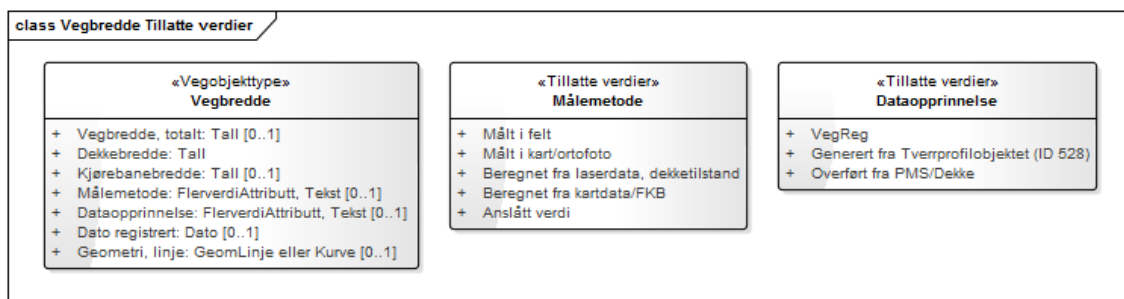 class Vegbredde Tillatte verdier
«Vegobjekttype»
Vegbredde
+ Vegbredde, totalt: Tall [0..1]
+ Dekkebredde: Tall
+ Kjørebanebredde: Tall [0..1]
+ Målemetode: FlerverdiAttributt, Tekst [0..1]
+ Dataopprinnelse: FlerverdiAttributt, Tekst [0..1]
+ Dato registrert: Dato [0..1]
+ Geometri, linje: GeomLinje eller Kurve [0..1]
«Tillatte verdier»
Målemetode
+ Målt i felt
+ Målt i kart/ortofoto
+ Beregnet fra laserdata, dekketilstand
+ Beregnet fra kartdata/FKB
+ Anslått verdi
«Tillatte verdier»
Dataopprinnelse
+ VegReg
+ Generert fra Tverrprofilobjektet (ID 528)
+ Overført fra PMS/Dekke